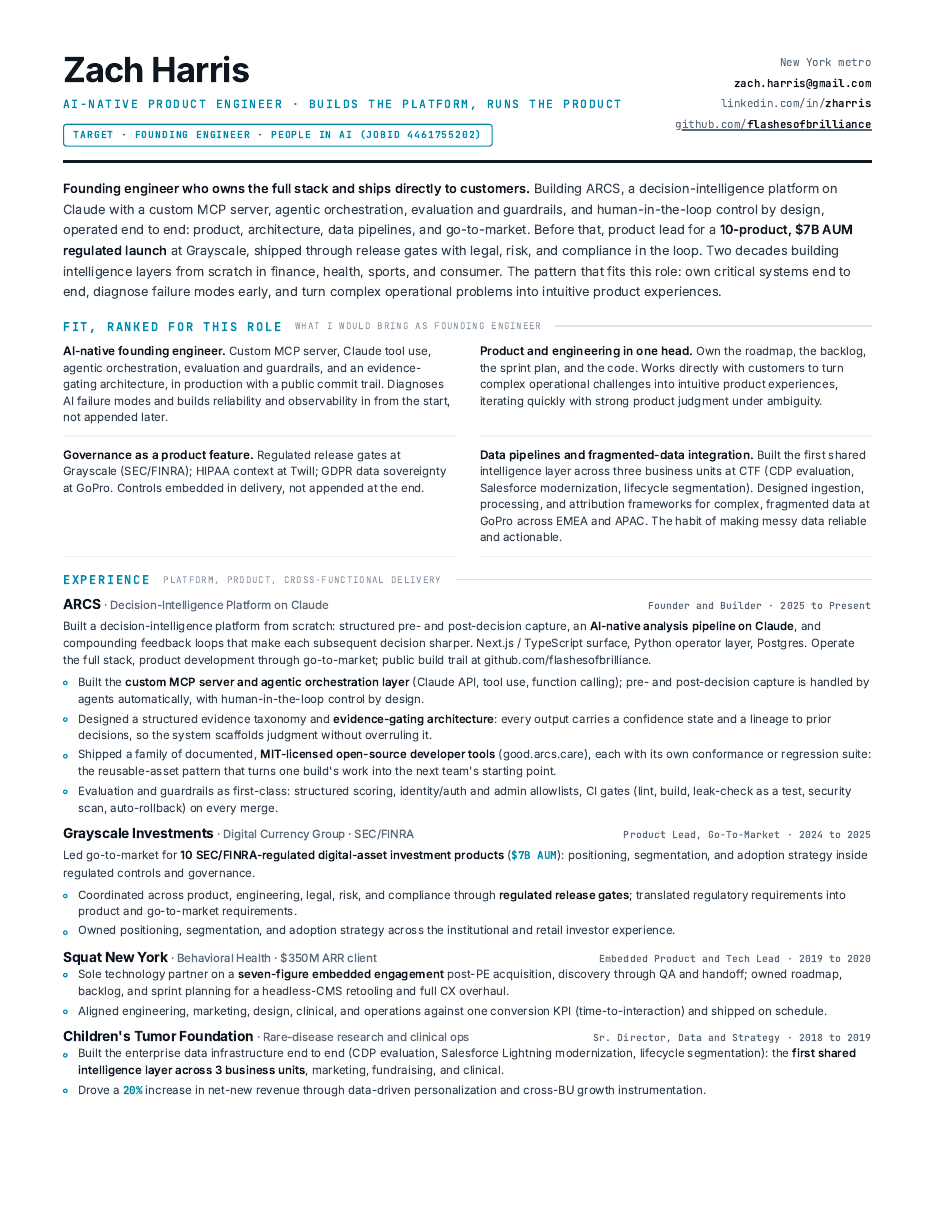 Zach Harris
New York metro
zach.harris@gmail.com
AI-NATIVE PRODUCT ENGINEER · BUILDS THE PLATFORM, RUNS THE PRODUCT
linkedin.com/in/zharris
github.com/flashesofbrilliance
TARGET · FOUNDING ENGINEER · PEOPLE IN AI (JOBID 4461755202)
Founding engineer who owns the full stack and ships directly to customers. Building ARCS, a decision-intelligence platform on
Claude with a custom MCP server, agentic orchestration, evaluation and guardrails, and human-in-the-loop control by design,
operated end to end: product, architecture, data pipelines, and go-to-market. Before that, product lead for a 10-product, $7B AUM
regulated launch at Grayscale, shipped through release gates with legal, risk, and compliance in the loop. Two decades building
intelligence layers from scratch in finance, health, sports, and consumer. The pattern that fits this role: own critical systems end to
end, diagnose failure modes early, and turn complex operational problems into intuitive product experiences.
FIT, RANKED FOR THIS ROLE WHAT I WOULD BRING AS FOUNDING ENGINEER
AI-native founding engineer. Custom MCP server, Claude tool use,
agentic orchestration, evaluation and guardrails, and an evidence-
gating architecture, in production with a public commit trail. Diagnoses
AI failure modes and builds reliability and observability in from the start,
not appended later.
Product and engineering in one head. Own the roadmap, the backlog,
the sprint plan, and the code. Works directly with customers to turn
complex operational challenges into intuitive product experiences,
iterating quickly with strong product judgment under ambiguity.
Governance as a product feature. Regulated release gates at
Grayscale (SEC/FINRA); HIPAA context at Twill; GDPR data sovereignty
at GoPro. Controls embedded in delivery, not appended at the end.
Data pipelines and fragmented-data integration. Built the first shared
intelligence layer across three business units at CTF (CDP evaluation,
Salesforce modernization, lifecycle segmentation). Designed ingestion,
processing, and attribution frameworks for complex, fragmented data at
GoPro across EMEA and APAC. The habit of making messy data reliable
and actionable.
EXPERIENCE PLATFORM, PRODUCT, CROSS-FUNCTIONAL DELIVERY
ARCS · Decision-Intelligence Platform on Claude Founder and Builder · 2025 to Present
Built a decision-intelligence platform from scratch: structured pre- and post-decision capture, an AI-native analysis pipeline on Claude, and
compounding feedback loops that make each subsequent decision sharper. Next.js / TypeScript surface, Python operator layer, Postgres. Operate
the full stack, product development through go-to-market; public build trail at github.com/flashesofbrilliance.
Built the custom MCP server and agentic orchestration layer (Claude API, tool use, function calling); pre- and post-decision capture is handled by
agents automatically, with human-in-the-loop control by design.
Designed a structured evidence taxonomy and evidence-gating architecture: every output carries a confidence state and a lineage to prior
decisions, so the system scaffolds judgment without overruling it.
Shipped a family of documented, MIT-licensed open-source developer tools (good.arcs.care), each with its own conformance or regression suite:
the reusable-asset pattern that turns one build's work into the next team's starting point.
Evaluation and guardrails as first-class: structured scoring, identity/auth and admin allowlists, CI gates (lint, build, leak-check as a test, security
scan, auto-rollback) on every merge.
Grayscale Investments · Digital Currency Group · SEC/FINRA Product Lead, Go-To-Market · 2024 to 2025
Led go-to-market for 10 SEC/FINRA-regulated digital-asset investment products ($7B AUM): positioning, segmentation, and adoption strategy inside
regulated controls and governance.
Coordinated across product, engineering, legal, risk, and compliance through regulated release gates; translated regulatory requirements into
product and go-to-market requirements.
Owned positioning, segmentation, and adoption strategy across the institutional and retail investor experience.
Squat New York · Behavioral Health · $350M ARR client Embedded Product and Tech Lead · 2019 to 2020
Sole technology partner on a seven-figure embedded engagement post-PE acquisition, discovery through QA and handoff; owned roadmap,
backlog, and sprint planning for a headless-CMS retooling and full CX overhaul.
Aligned engineering, marketing, design, clinical, and operations against one conversion KPI (time-to-interaction) and shipped on schedule.
Children's Tumor Foundation · Rare-disease research and clinical ops Sr. Director, Data and Strategy · 2018 to 2019
Built the enterprise data infrastructure end to end (CDP evaluation, Salesforce Lightning modernization, lifecycle segmentation): the first shared
intelligence layer across 3 business units, marketing, fundraising, and clinical.
Drove a 20% increase in net-new revenue through data-driven personalization and cross-BU growth instrumentation.